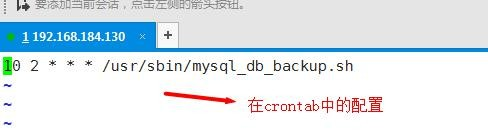 要添加当前会话，点击左侧的箭头按钮。
1 192.168.184.130
10 2 * * * /usr/sbin/mysql_db_backup.sh
~
~
在crontab中的配置
~